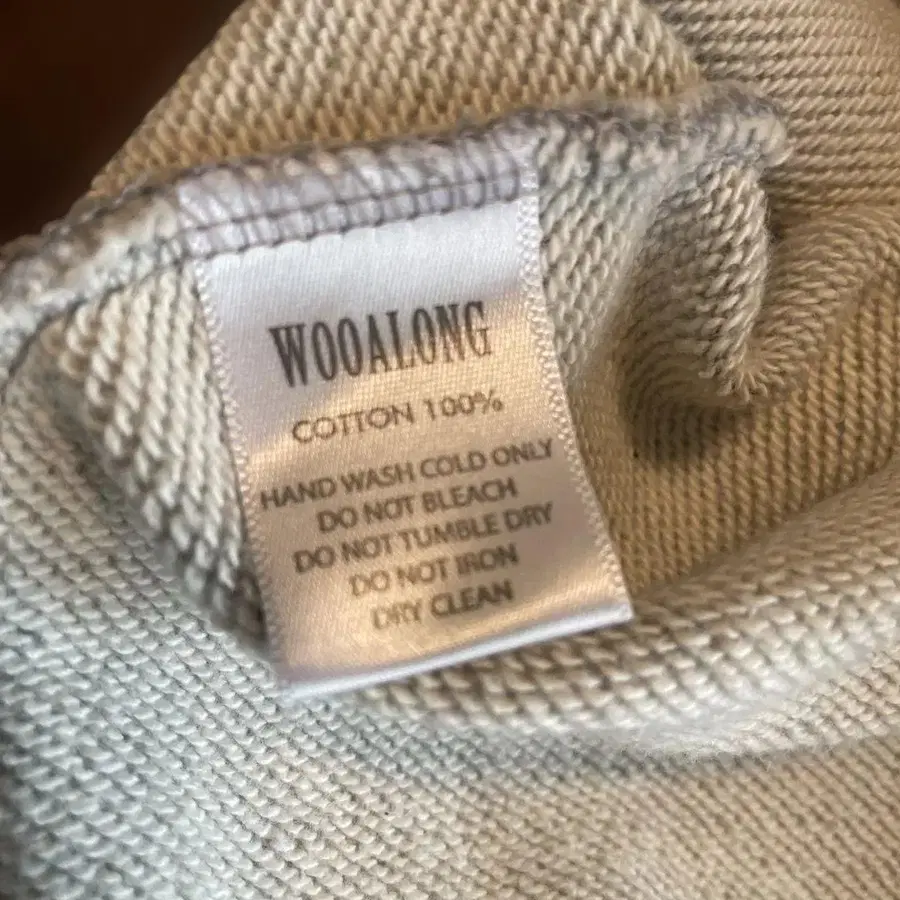 WOOALONG
COTTON 100%
HAND WASH COLD ONLY
DO NOT BLEACH
DO NOT TUMBLE DRY
DO NOT IRON
DRY CLEAN